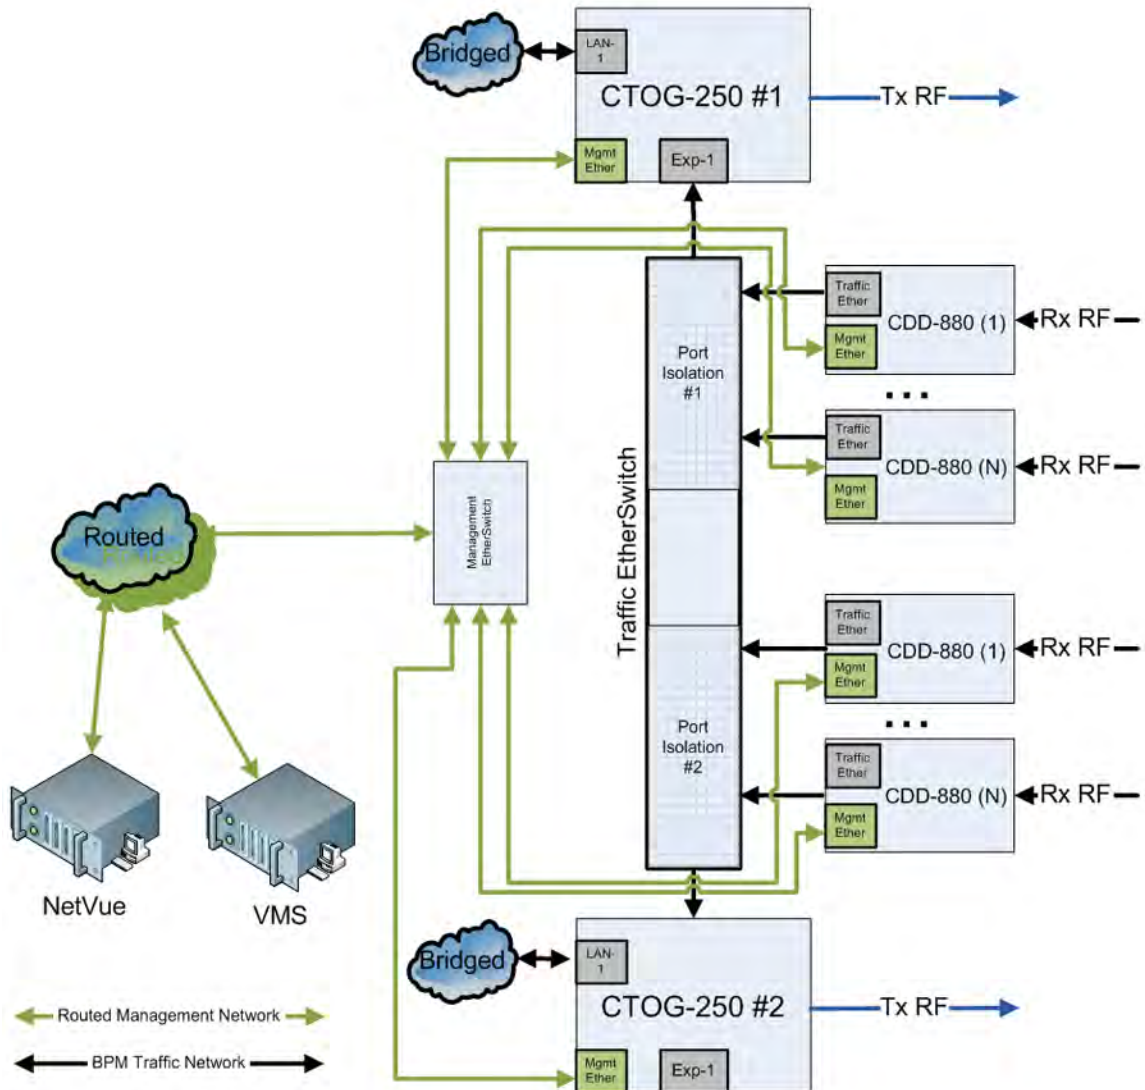 Bridged
LAN-
1
CTOG-250 #1
Tx RF
Mgmt
Ether
Exp-1
Traffic
Ether
CDD-880 (1)
Rx RF
Mgmt
Ether
Port
Isolation
#1
...
Traffic
Ether
CDD-880 (N)
Rx RF
Mgmt
Ether
Management
EtherSwitch
Routed
Traffic EtherSwitch
Traffic
Ether
CDD-880 (1)
Rx RF
Mgmt
Ether
Port
Isolation
#2
...
Traffic
Ether
CDD-880 (N)
Rx RF
Mgmt
Ether
NetVue
VMS
Bridged
LAN-
1
CTOG-250 #2
Tx RF
Routed Management Network
BPM Traffic Network
Mgmt
Ether
Exp-1